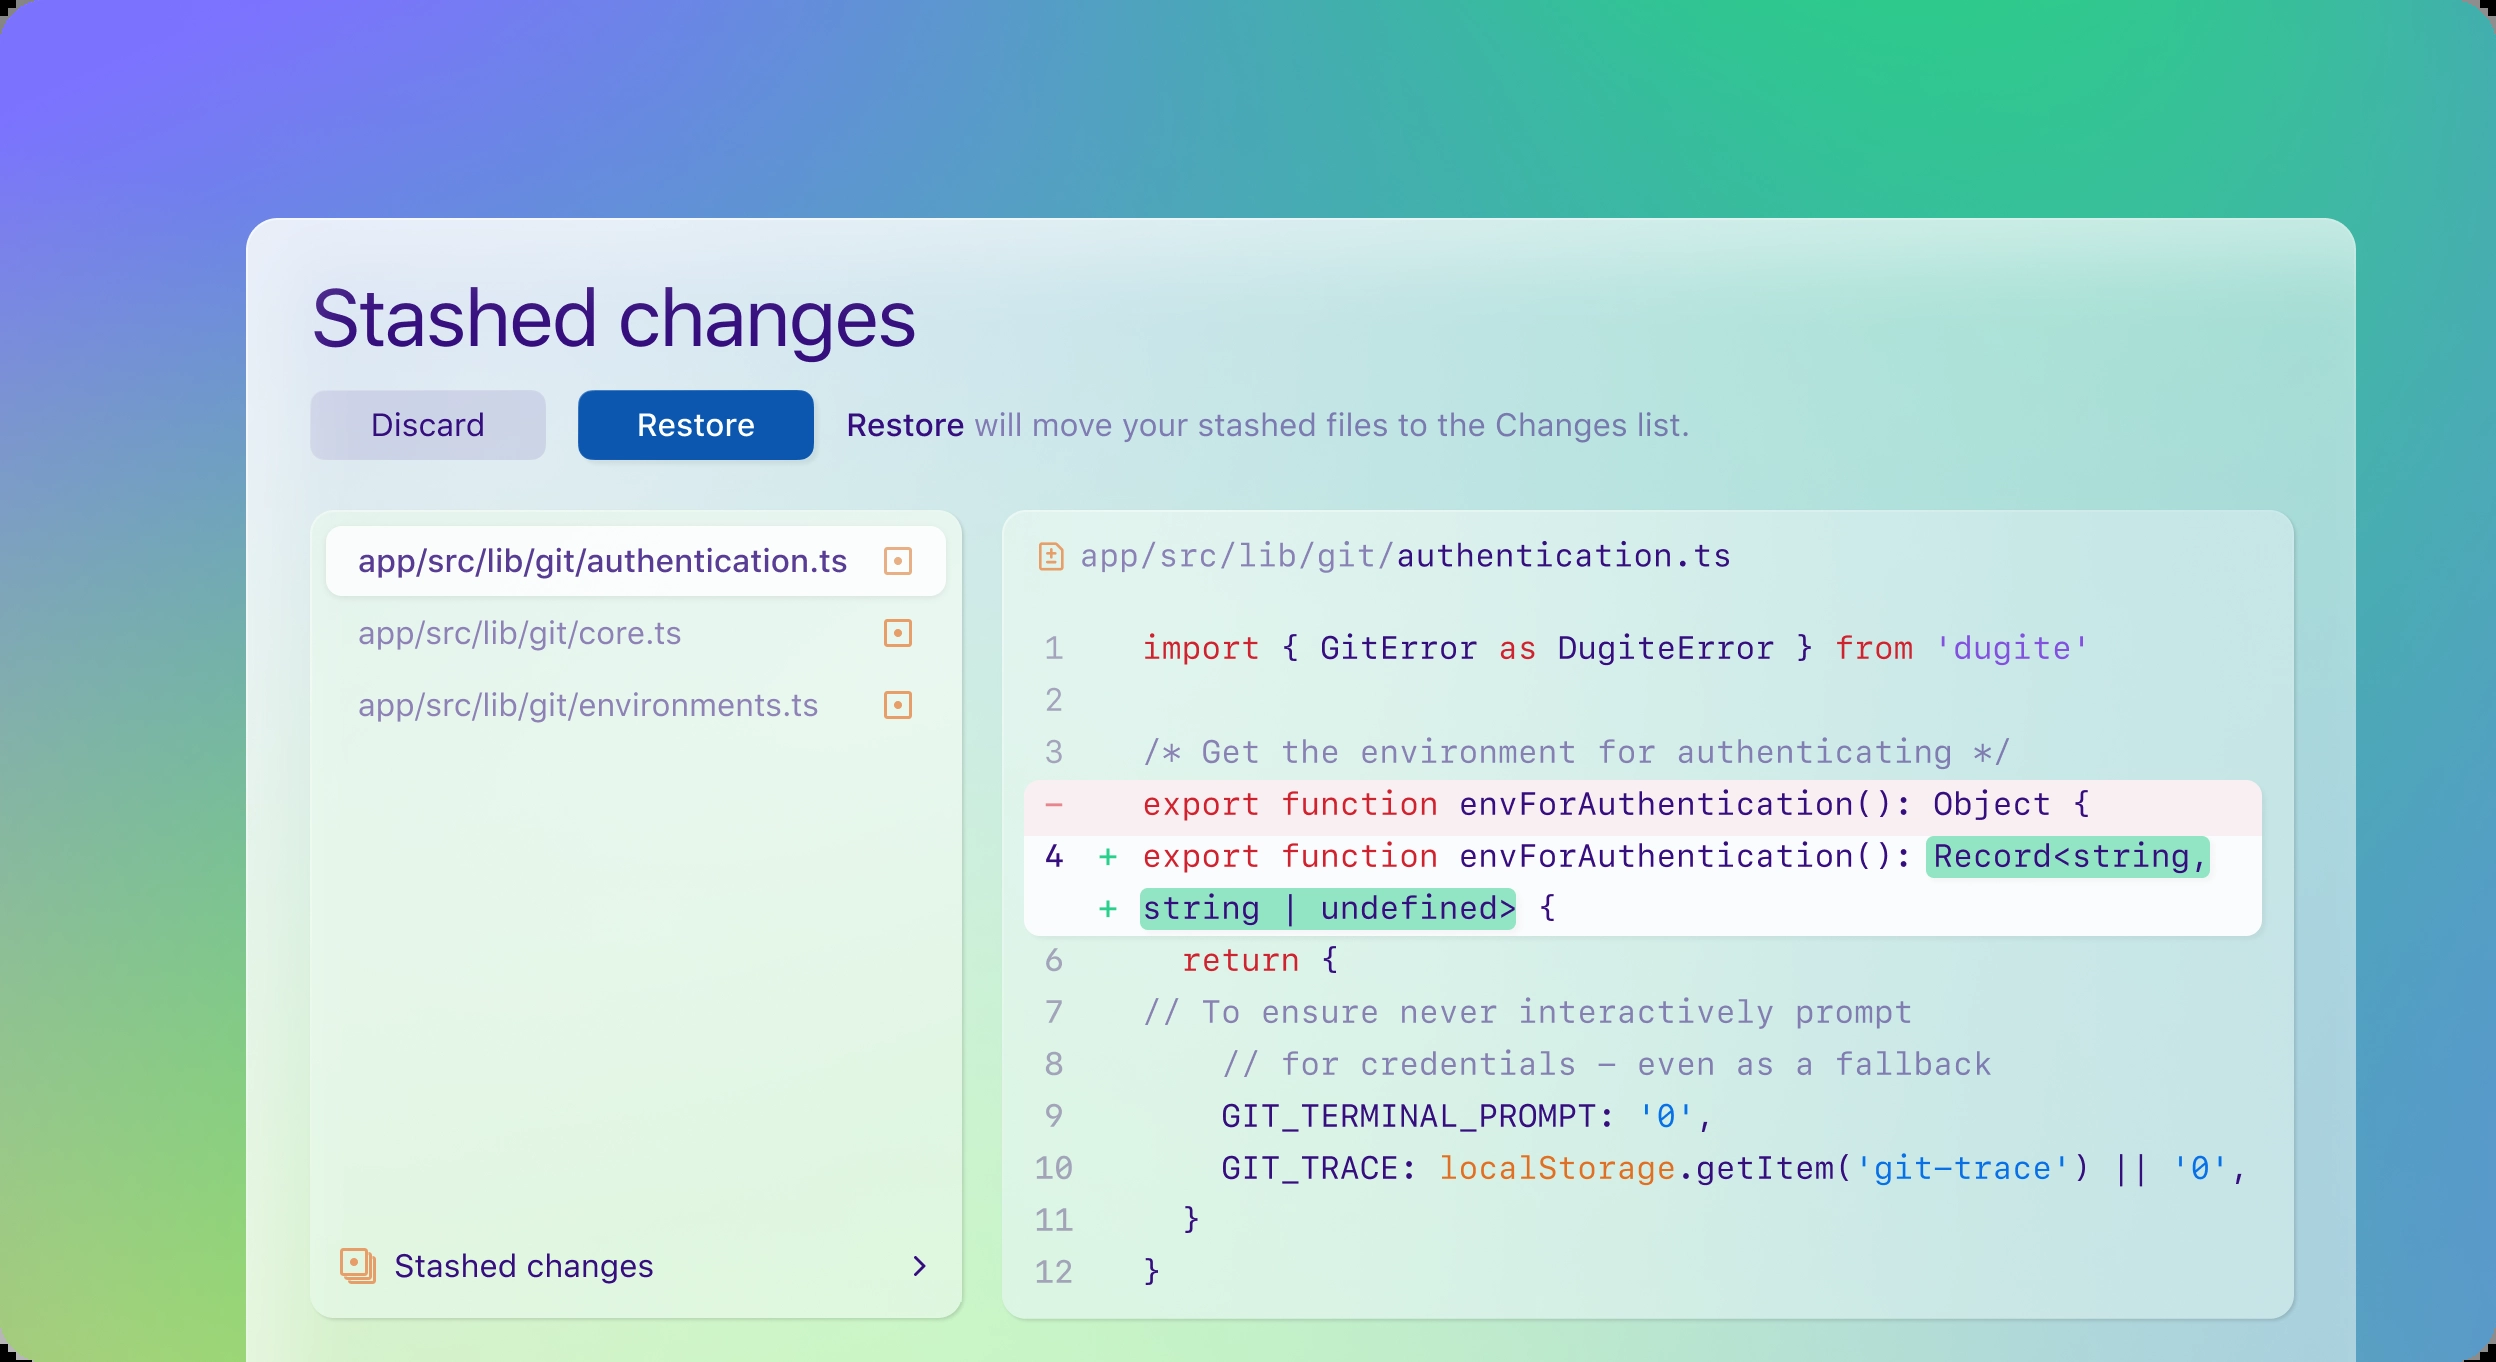 Stashed changes
Discard
Restore
Restore will move your stashed files to the Changes list.
app/src/lib/git/authentication.ts
app/src/lib/git/core.ts
app/src/lib/git/environments.ts
Stashed changes
app/src/lib/git/authentication.ts
1 import { GitError as DugiteError } from 'dugite'
2
3 /* Get the environment for authenticating */
− export function envForAuthentication(): Object {
4 + export function envForAuthentication(): Record<string,
+ string | undefined> {
6 return {
7 // To ensure never interactively prompt
8 // for credentials – even as a fallback
9 GIT_TERMINAL_PROMPT: '0',
10 GIT_TRACE: localStorage.getItem('git-trace') || '0',
11 }
12 }